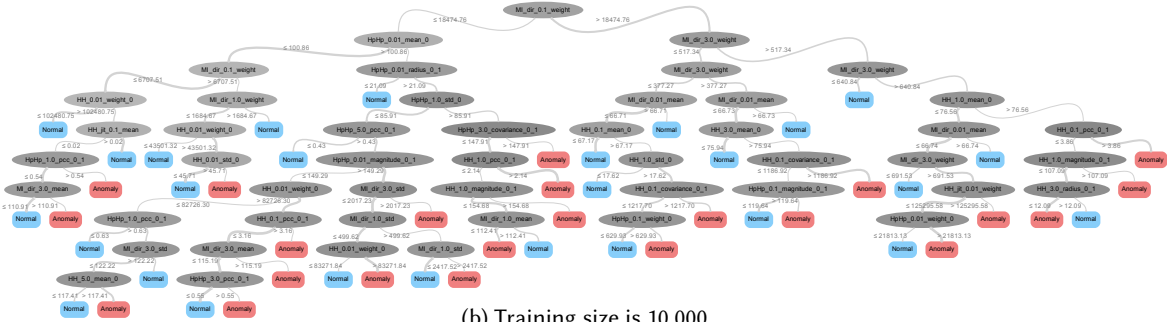 MI_dir_0.1_weight
≤ 18474.76 > 18474.76
HpHp_0.01_mean_0 MI_dir_3.0_weight
≤ 100.86 > 100.86 ≤ 517.34 > 517.34
MI_dir_0.1_weight HpHp_0.01_radius_0_1 MI_dir_3.0_weight MI_dir_3.0_weight
≤ 6707.51 > 6707.51 ≤ 21.09 > 21.09 ≤ 377.27 > 377.27 ≤ 640.84 > 640.84
HH_0.01_weight_0 MI_dir_1.0_weight Normal HpHp_1.0_std_0 MI_dir_0.01_mean MI_dir_0.01_mean Normal HH_1.0_mean_0
≤ 102480.75 > 102480.75 ≤ 1684.67 > 1684.67 ≤ 85.91 > 85.91 ≤ 66.71 > 66.71 ≤ 66.73 > 66.73 ≤ 76.56 > 76.56
Normal HH_jit_0.1_mean HH_0.01_weight_0 Normal HpHp_5.0_pcc_0_1 HpHp_3.0_covariance_0_1 HH_0.1_mean_0 Normal HH_3.0_mean_0 Normal MI_dir_0.01_mean HH_0.1_pcc_0_1
≤ 0.02 > 0.02 ≤ 43501.32 > 43501.32 ≤ 0.43 > 0.43 ≤ 147.91 > 147.91 ≤ 67.17 > 67.17 ≤ 75.94 > 75.94 ≤ 66.74 > 66.74 ≤ 3.86 > 3.86
HpHp_1.0_pcc_0_1 Normal Normal HH_0.01_std_0 Normal HpHp_0.01_magnitude_0_1 HH_1.0_pcc_0_1 Anomaly Normal HH_1.0_std_0 Normal HH_0.1_covariance_0_1 MI_dir_3.0_weight Normal HH_1.0_magnitude_0_1 Anomaly
≤ 0.54 > 0.54 ≤ 45.71 > 45.71 ≤ 149.29 > 149.29 ≤ 2.14 > 2.14 ≤ 17.62 > 17.62 ≤ 1186.92 > 1186.92 ≤ 691.53 > 691.53 ≤ 107.09 > 107.09
MI_dir_3.0_mean Anomaly Normal Anomaly HH_0.01_weight_0 MI_dir_3.0_std HH_1.0_magnitude_0_1 Anomaly Normal HH_0.1_covariance_0_1 HpHp_0.1_magnitude_0_1 Anomaly Normal HH_jit_0.01_weight HH_3.0_radius_0_1 Anomaly
≤ 110.91 > 110.91 ≤ 82726.30 > 82726.30 ≤ 2017.23 > 2017.23 ≤ 154.68 > 154.68 ≤ 1217.70 > 1217.70 ≤ 119.64 > 119.64 ≤ 125295.58 > 125295.58 ≤ 12.09 > 12.09
Normal Anomaly HpHp_1.0_pcc_0_1 HH_0.1_pcc_0_1 MI_dir_1.0_std Anomaly Anomaly MI_dir_1.0_mean HpHp_0.1_weight_0 Anomaly Normal Anomaly HpHp_0.01_weight_0 Anomaly Anomaly Normal
≤ 0.63 > 0.63 ≤ 3.16 > 3.16 ≤ 499.62 > 499.62 ≤ 112.41 > 112.41 ≤ 629.93 > 629.93 ≤ 21813.13 > 21813.13
Normal MI_dir_3.0_std MI_dir_3.0_mean Anomaly HH_0.01_weight_0 MI_dir_1.0_std Anomaly Normal Normal Anomaly Normal Anomaly
≤ 122.22 > 122.22 ≤ 115.19 > 115.19 ≤ 83271.84 > 83271.84 ≤ 2417.52 > 2417.52
HH_5.0_mean_0 Normal HpHp_3.0_pcc_0_1 Anomaly Normal Anomaly Normal Anomaly
≤ 117.41 > 117.41 ≤ 0.55 > 0.55
Normal Anomaly Normal Anomaly
(b) Training size is 10,000